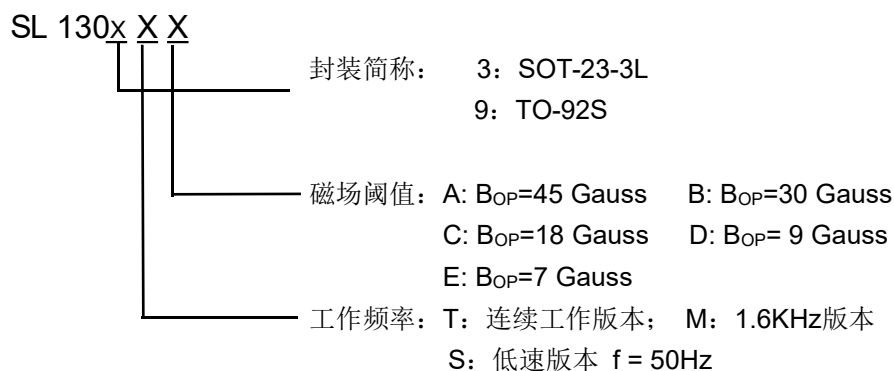 SL 130x X X
封装简称： 3：SOT-23-3L
9：TO-92S
磁场阈值：A: BOP=45 Gauss B: BOP=30 Gauss
C: BOP=18 Gauss D: BOP= 9 Gauss
E: BOP=7 Gauss
工作频率：T：连续工作版本； M：1.6KHz版本
S：低速版本 f = 50Hz